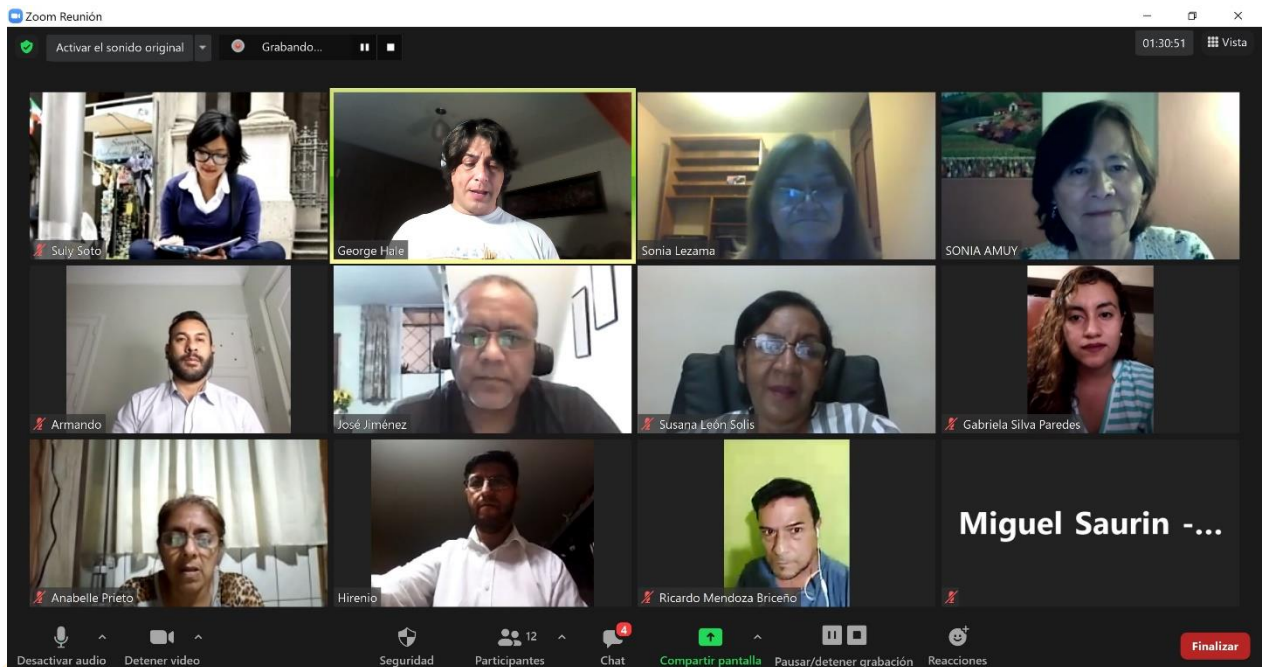 Zoom Reunión
Activar el sonido original
Grabando...
01:30:51
Vista
Suly Soto
George Hale
Sonia Lezama
SONIA AMUY
Armando
José Jiménez
Susana León Solis
Gabriela Silva Paredes
Anabelle Prieto
Hirenio
Ricardo Mendoza Briceño
Miguel Saurin -...
Desactivar audio
Detener video
Seguridad
12
Participantes
4
Chat
Compartir pantalla
Pausar/detener grabación
Reacciones
Finalizar